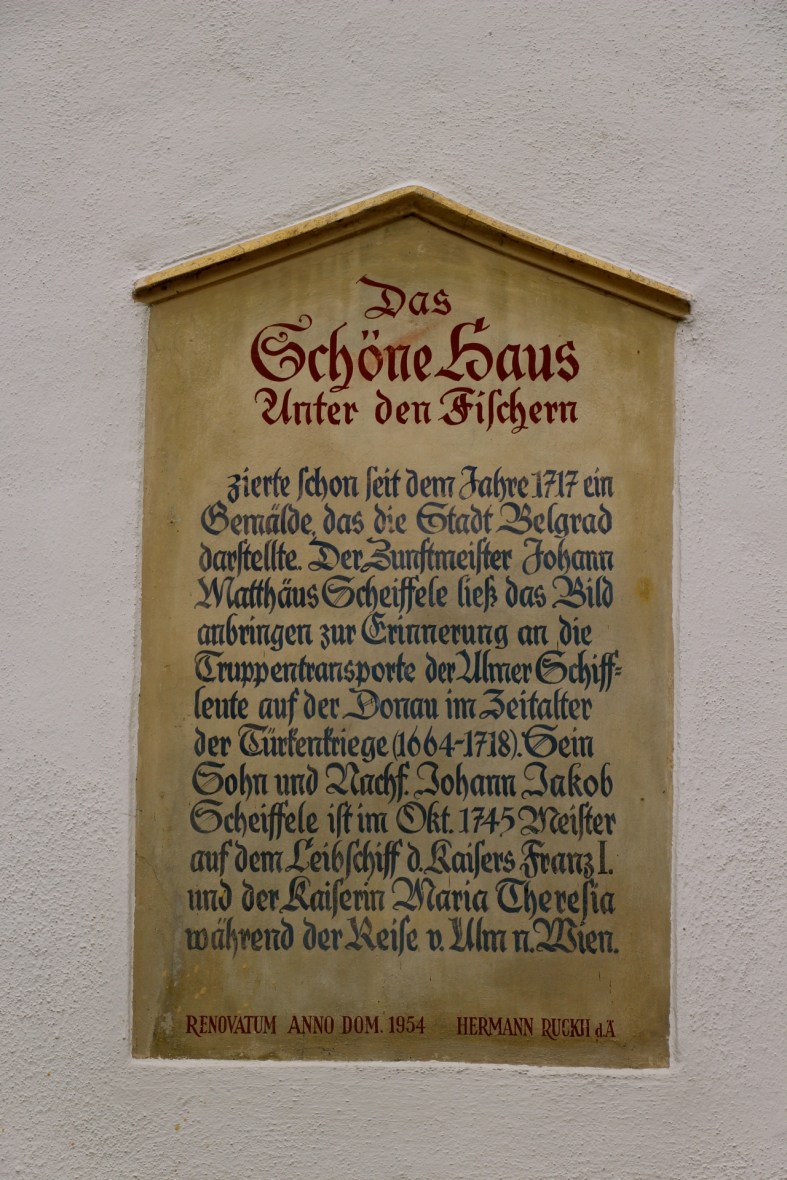 Das
Schöne Haus
Unter den Fischern
zierte schon seit dem Jahre 1717 ein
Gemälde, das die Stadt Belgrad
darstellte. Der Zunftmeister Johann
Matthäus Scheiffele ließ das Bild
anbringen zur Erinnerung an die
Truppentransporte der Ulmer Schiff=
leute auf der Donau im Zeitalter
der Türkenkriege (1664-1718). Sein
Sohn und Nachf. Johann Jakob
Scheiffele ist im Okt. 1745 Meister
auf dem Leibschiff d. Kaisers Franz I.
und der Kaiserin Maria Theresia
während der Reise v. Ulm n. Wien.
RENOVATUM ANNO DOM. 1954 HERMANN RUCKH d.Ä